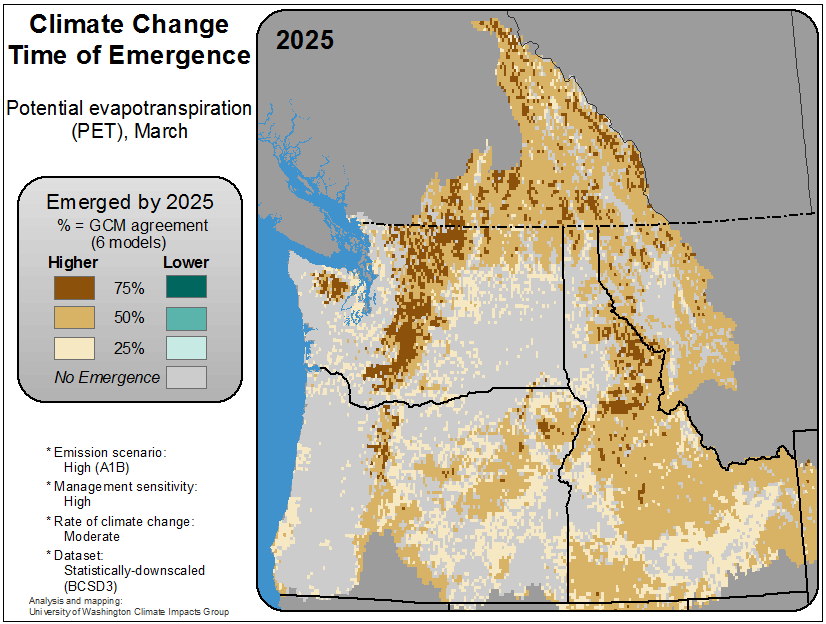 Climate Change
Time of Emergence
Potential evapotranspiration
(PET), March
Emerged by 2025
% = GCM agreement
(6 models)
Higher Lower
75%
50%
25%
No Emergence
* Emission scenario:
High (A1B)
* Management sensitivity:
High
* Rate of climate change:
Moderate
* Dataset:
Statistically-downscaled
(BCSD3)
Analysis and mapping:
University of Washington Climate Impacts Group
2025